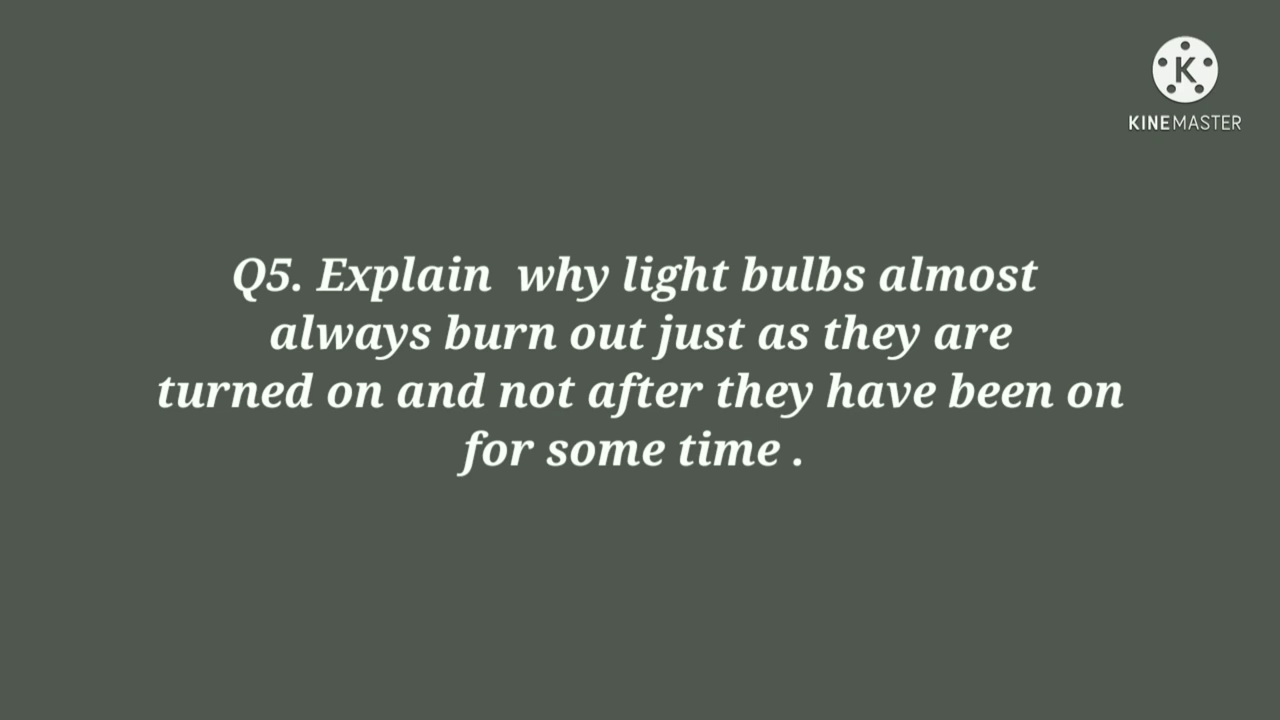 KINEMASTER
Q5. Explain why light bulbs almost
always burn out just as they are
turned on and not after they have been on
for some time .